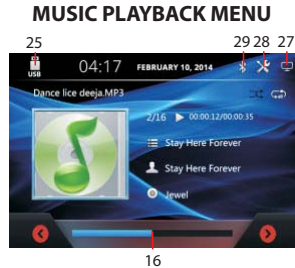 MUSIC PLAYBACK MENU
25 29 28 27
USB 04:17 FEBRUARY 10, 2014
Dance lice deeja.MP3
2/16 00:00:12/00:00:35
Stay Here Forever
Stay Here Forever
Jewel
16